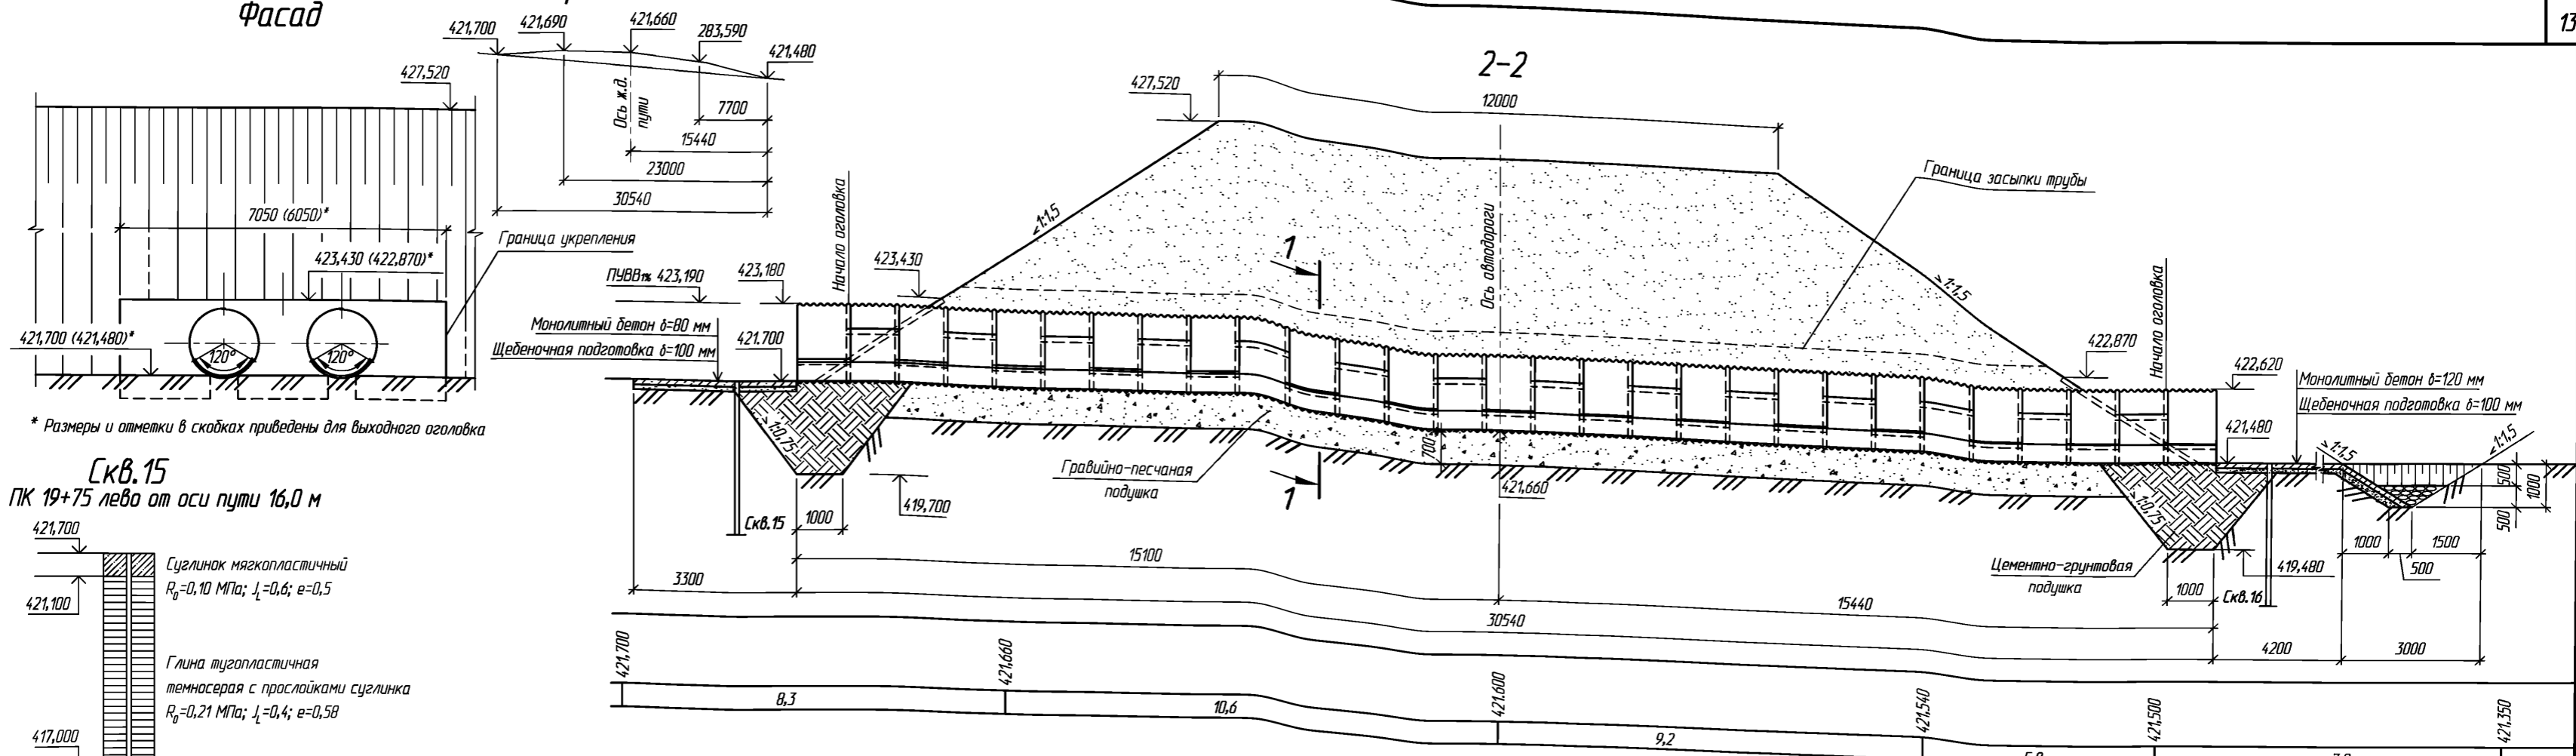 Фасад
13
421,700
421,690
421,660
283,590
421,480
Ось ж.д.
пути
7700
15440
23000
30540
427,520
7050 (6050)*
423,430 (422,870)*
Граница укрепления
421,700 (421,480)*
120°
120°
* Размеры и отметки в скобках приведены для выходного оголовка
Скв.15
ПК 19+75 лево от оси пути 16,0 м
421,700
421,100
417,000
Суглинок мягкопластичный
R₀=0,10 МПа; J_L=0,6; e=0,5
Глина тугопластичная
темносерая с прослойками суглинка
R₀=0,21 МПа; J_L=0,4; e=0,58
2-2
427,520
12000
Граница засыпки трубы
Начало оголовка
<1:1,5
Ось автодороги
1
ПУВВ1% 423,190
423,180
423,430
>1:1,5
Начало оголовка
Монолитный бетон δ=80 мм
Щебеночная подготовка δ=100 мм
421.700
422,870
422,620
Монолитный бетон δ=120 мм
Щебеночная подготовка δ=100 мм
421,480
>1:1,5
<1:1,5
>1:0,75
Гравийно-песчаная
подушка
700
1
421,660
419,700
Скв.15
1000
>1:0,75
500
500
1000
1000
1500
500
Цементно-грунтовая
подушка
419,480
1000
Скв.16
15100
3300
15440
30540
4200
3000
421,700
421,660
421.600
421,540
421,500
421,350
8,3
10,6
9,2